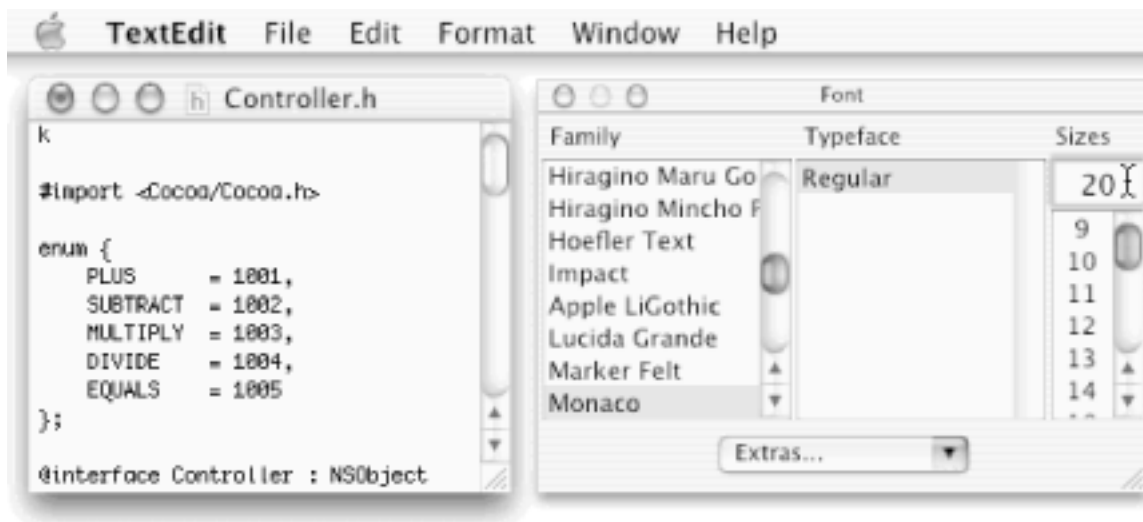 TextEdit File Edit Format Window Help
h Controller.h
k
#import <Cocoa/Cocoa.h>
enum {
PLUS = 1001,
SUBTRACT = 1002,
MULTIPLY = 1003,
DIVIDE = 1004,
EQUALS = 1005
};
@interface Controller : NSObject
Font
Family Typeface Sizes
Hiragino Maru Go
Hiragino Mincho
Hoefler Text
Impact
Apple LiGothic
Lucida Grande
Marker Felt
Monaco
Regular
20
9
10
11
12
13
14
Extras...